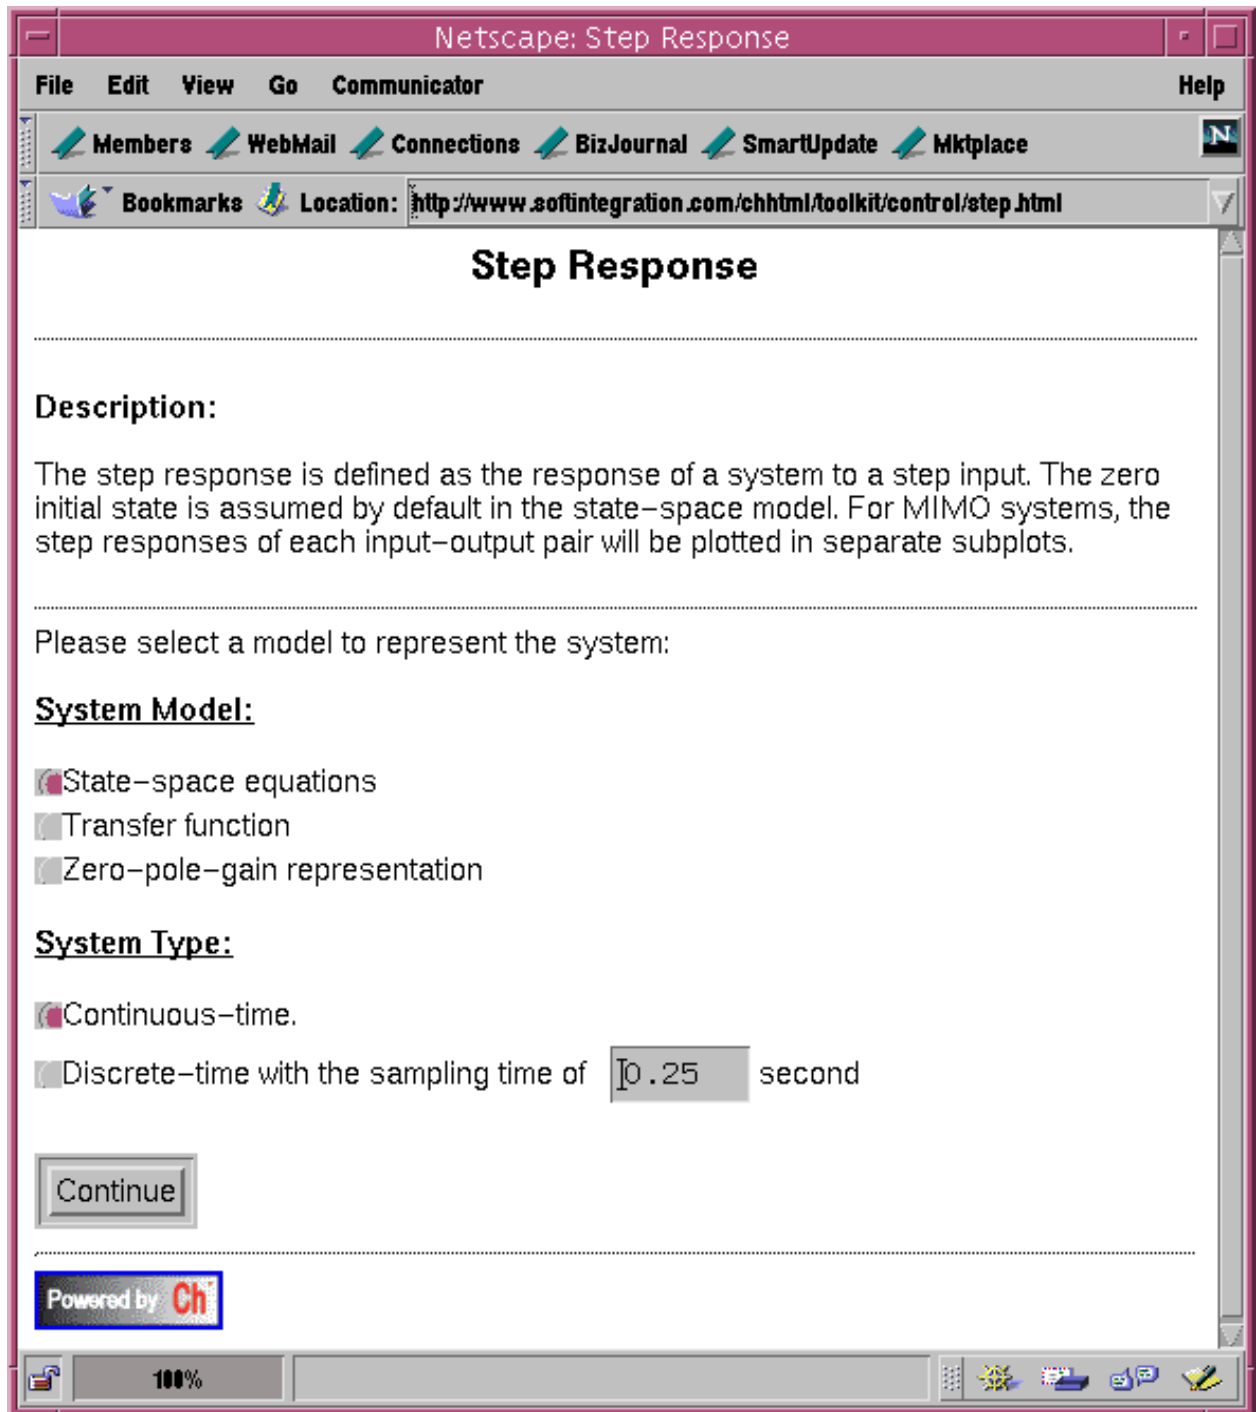 Netscape: Step Response
File Edit View Go Communicator Help
Members WebMail Connections BizJournal SmartUpdate Mktplace
N
Bookmarks Location: http://www.softintegration.com/chhtml/toolkit/control/step.html
Step Response
Description:
The step response is defined as the response of a system to a step input. The zero
initial state is assumed by default in the state-space model. For MIMO systems, the
step responses of each input-output pair will be plotted in separate subplots.
Please select a model to represent the system:
System Model:
State-space equations
Transfer function
Zero-pole-gain representation
System Type:
Continuous-time.
Discrete-time with the sampling time of 0.25 second
Continue
Powered by Ch
100%